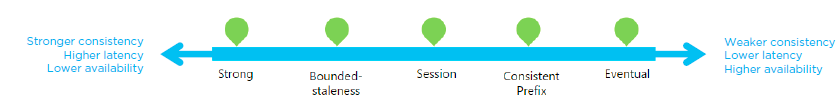 Stronger consistency
Higher latency
Lower availability
Strong
Bounded-
staleness
Session
Consistent
Prefix
Eventual
Weaker consistency
Lower latency
Higher availability